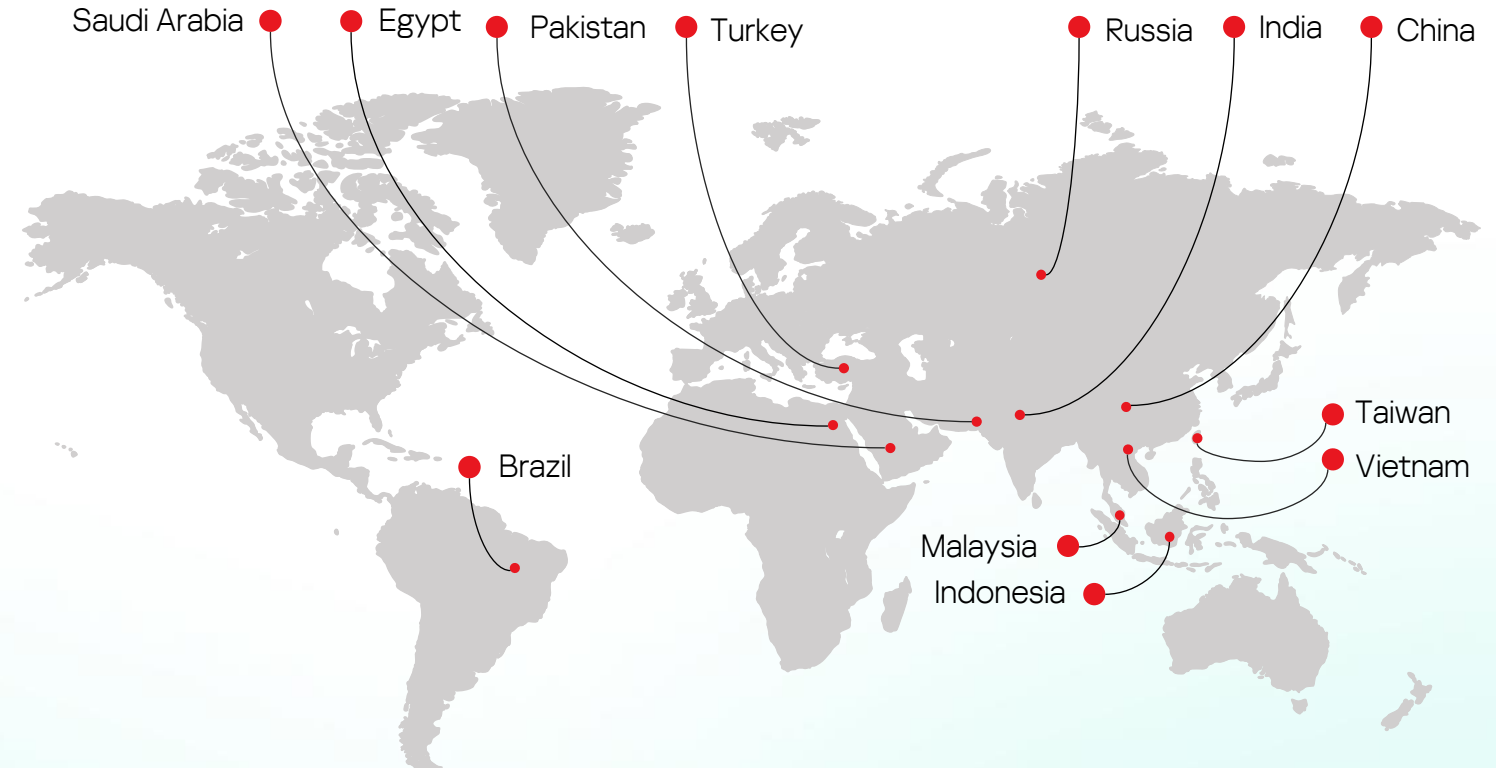 Saudi Arabia
Egypt
Pakistan
Turkey
Russia
India
China
Taiwan
Brazil
Vietnam
Malaysia
Indonesia